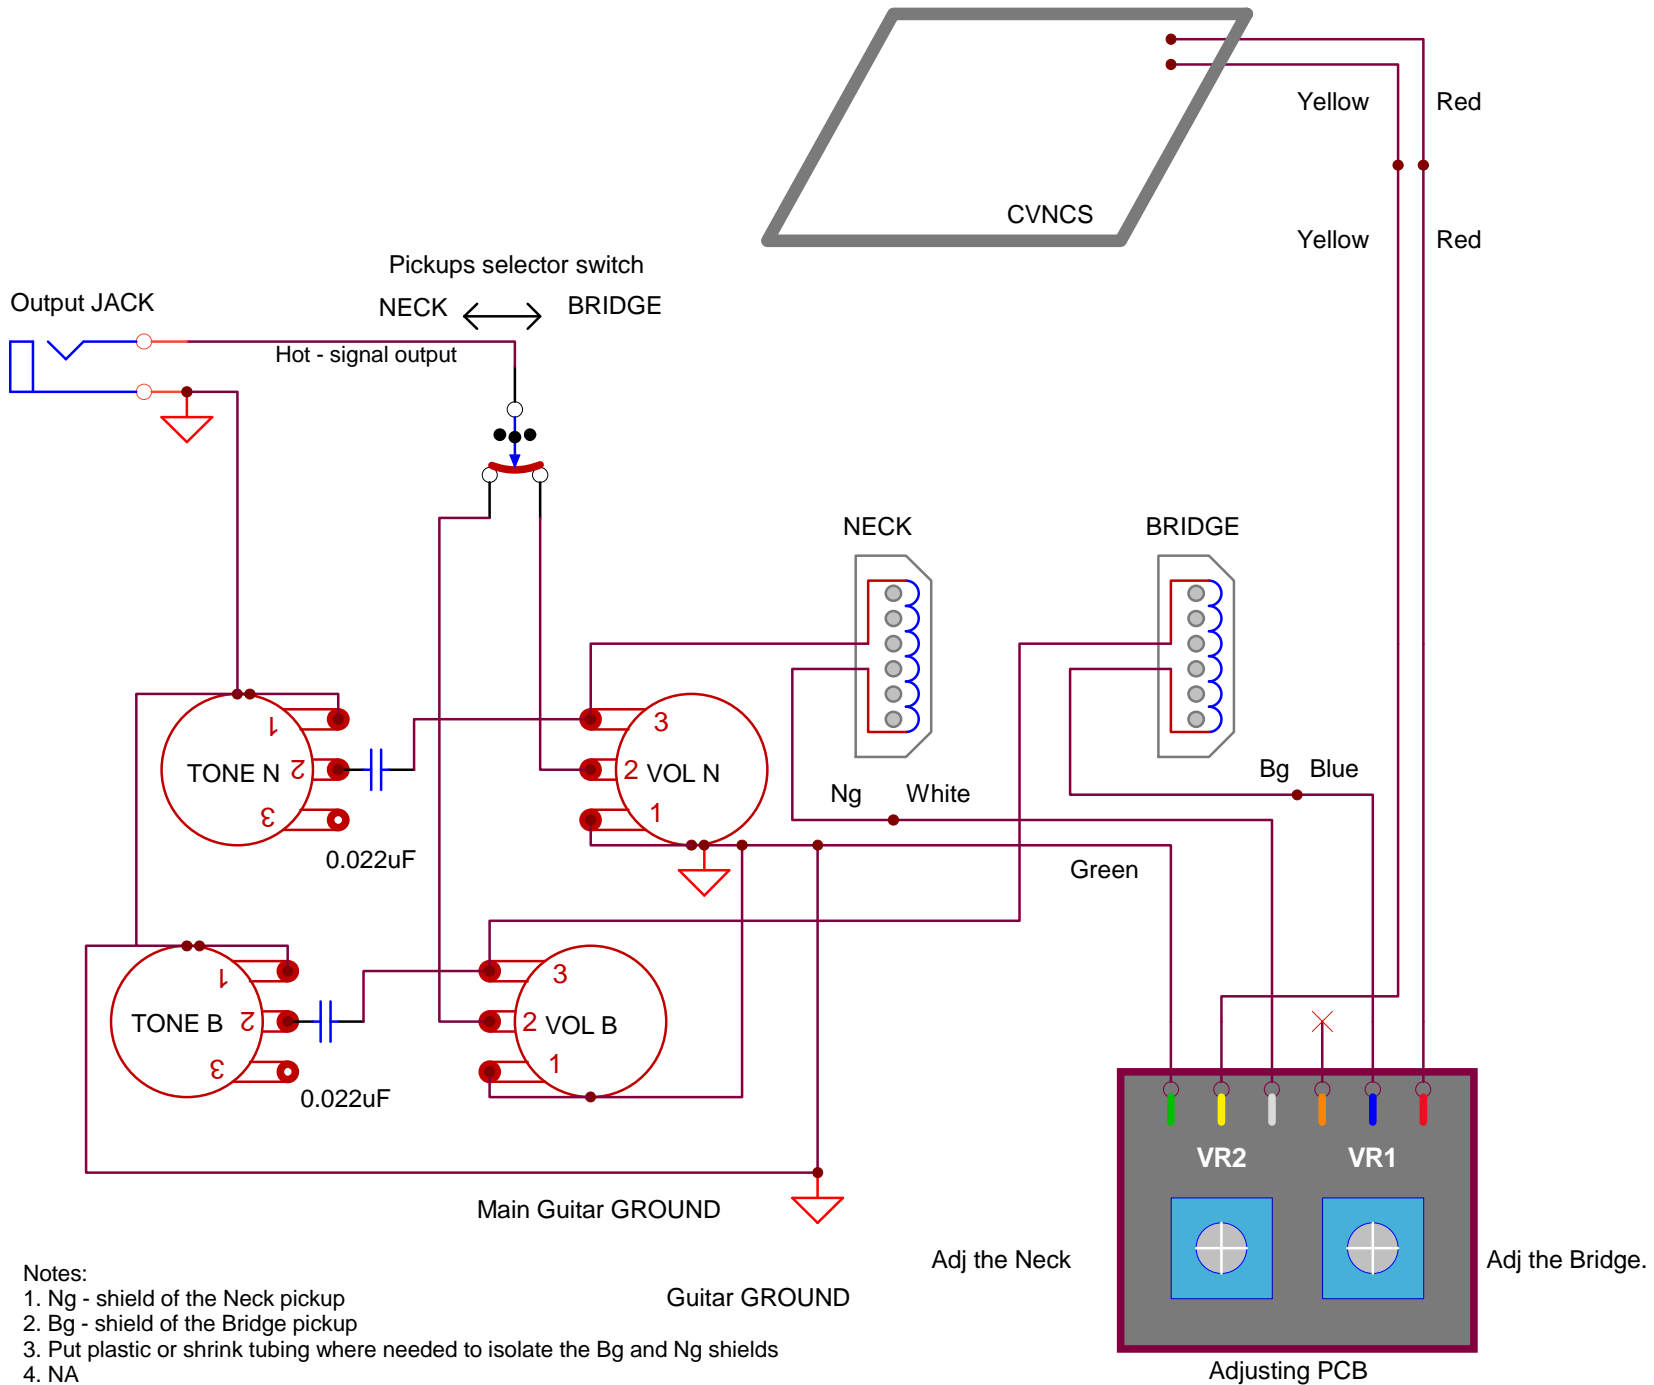 Yellow Red
CVNCS
Yellow Red
Pickups selector switch
NECK BRIDGE
Output JACK
Hot - signal output
NECK BRIDGE
1
TONE N 2
3
0.022uF
3
2 VOL N
1
Ng White
Bg Blue
Green
1
TONE B 2
3
0.022uF
3
2 VOL B
1
VR2 VR1
Main Guitar GROUND
Adj the Neck
Adj the Bridge.
Guitar GROUND
Adjusting PCB
Notes:
1. Ng - shield of the Neck pickup
2. Bg - shield of the Bridge pickup
3. Put plastic or shrink tubing where needed to isolate the Bg and Ng shields
4. NA